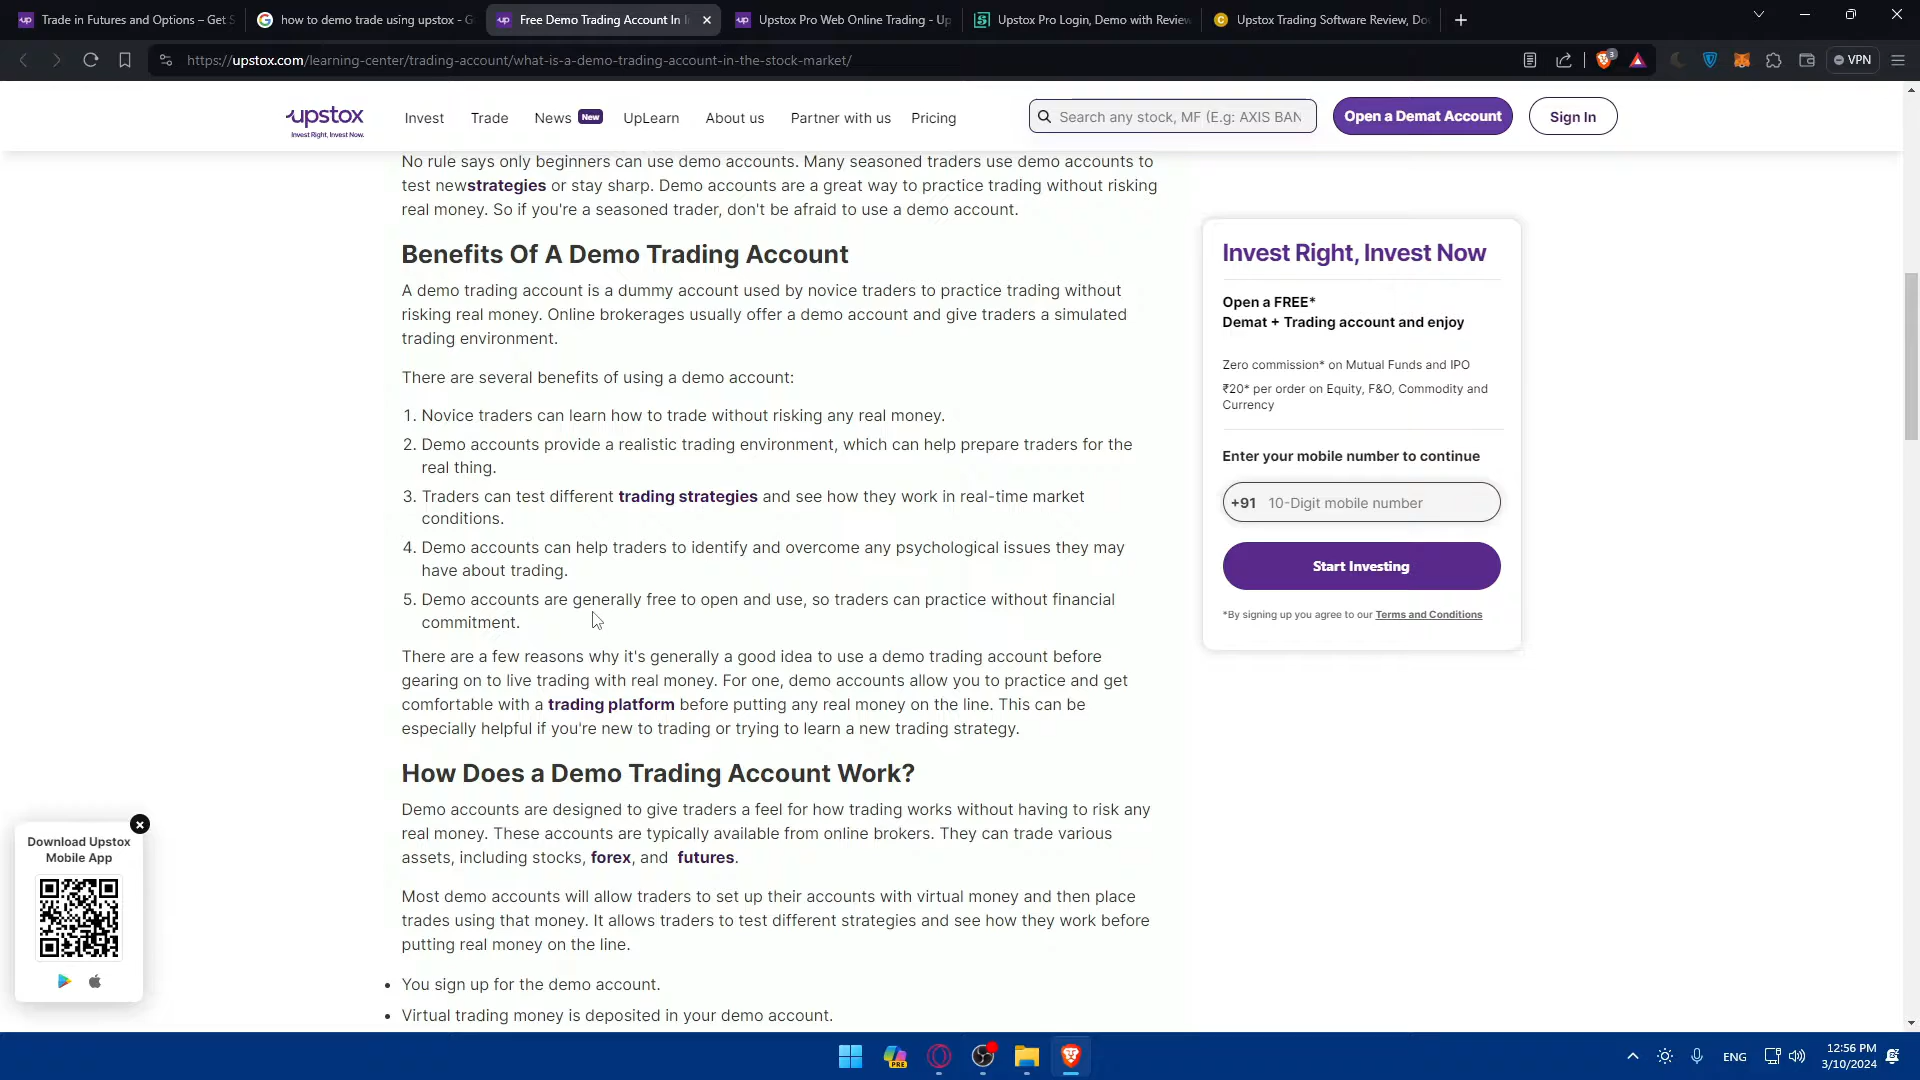 Trade in Futures and Options – Get S
how to demo trade using upstox - G
Free Demo Trading Account In In
Upstox Pro Web Online Trading - Up
Upstox Pro Login, Demo with Review
Upstox Trading Software Review, Do
https://upstox.com/learning-center/trading-account/what-is-a-demo-trading-account-in-the-stock-market/
3
VPN
upstox
Invest Right, Invest Now.
Invest
Trade
News
New
UpLearn
About us
Partner with us
Pricing
Search any stock, MF (E.g: AXIS BAN
Open a Demat Account
Sign In
No rule says only beginners can use demo accounts. Many seasoned traders use demo accounts to
test newstrategies or stay sharp. Demo accounts are a great way to practice trading without risking
real money. So if you're a seasoned trader, don't be afraid to use a demo account.
Benefits Of A Demo Trading Account
A demo trading account is a dummy account used by novice traders to practice trading without
risking real money. Online brokerages usually offer a demo account and give traders a simulated
trading environment.
There are several benefits of using a demo account:
1. Novice traders can learn how to trade without risking any real money.
2. Demo accounts provide a realistic trading environment, which can help prepare traders for the
real thing.
3. Traders can test different trading strategies and see how they work in real-time market
conditions.
4. Demo accounts can help traders to identify and overcome any psychological issues they may
have about trading.
5. Demo accounts are generally free to open and use, so traders can practice without financial
commitment.
There are a few reasons why it's generally a good idea to use a demo trading account before
gearing on to live trading with real money. For one, demo accounts allow you to practice and get
comfortable with a trading platform before putting any real money on the line. This can be
especially helpful if you're new to trading or trying to learn a new trading strategy.
How Does a Demo Trading Account Work?
Demo accounts are designed to give traders a feel for how trading works without having to risk any
real money. These accounts are typically available from online brokers. They can trade various
assets, including stocks, forex, and futures.
Most demo accounts will allow traders to set up their accounts with virtual money and then place
trades using that money. It allows traders to test different strategies and see how they work before
putting real money on the line.
• You sign up for the demo account.
• Virtual trading money is deposited in your demo account.
Invest Right, Invest Now
Open a FREE*
Demat + Trading account and enjoy
Zero commission* on Mutual Funds and IPO
₹20* per order on Equity, F&O, Commodity and
Currency
Enter your mobile number to continue
+91 10-Digit mobile number
Start Investing
*By signing up you agree to our Terms and Conditions
Download Upstox
Mobile App
PRE
ENG
12:56 PM
3/10/2024